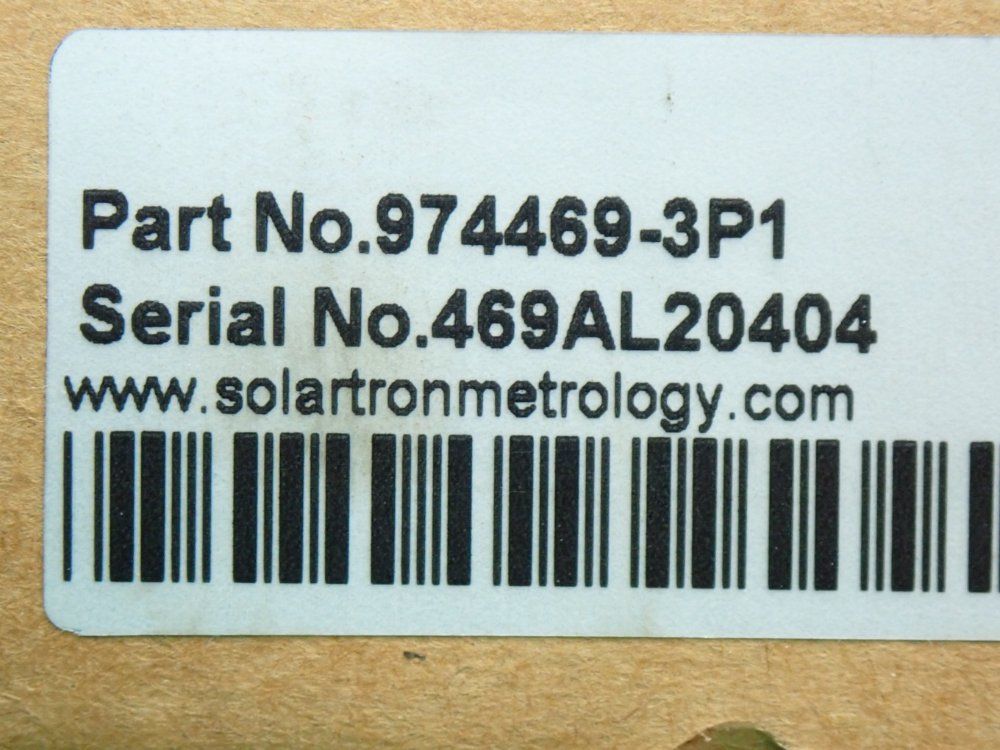 Part No.974469-3P1
Serial No.469AL20404
www.solartronmetrology.com